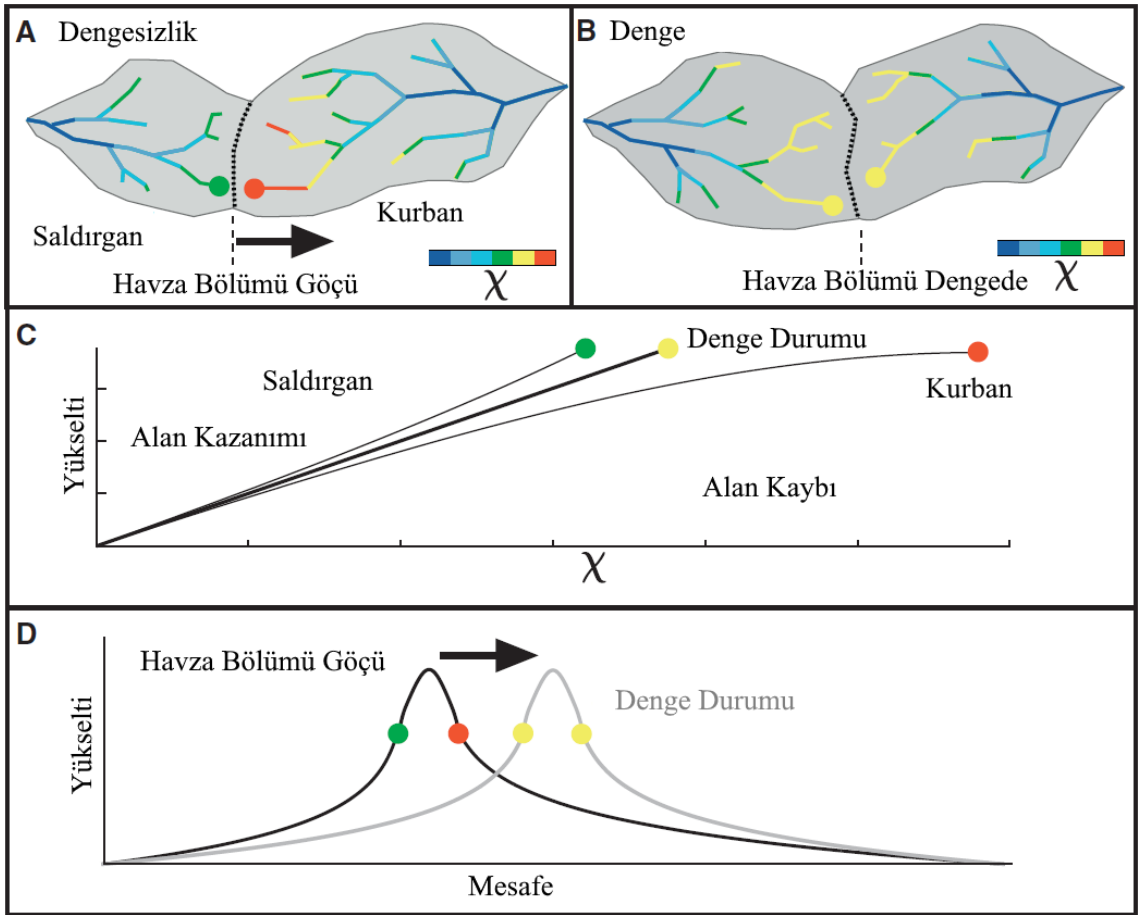 A Dengesizlik
Saldırgan
Kurban
Havza Bölümü Göçü
χ
B Denge
Havza Bölümü Dengede
χ
C
Yükselti
Saldırgan
Denge Durumu
Kurban
Alan Kazanımı
Alan Kaybı
χ
D
Yükselti
Havza Bölümü Göçü
Denge Durumu
Mesafe